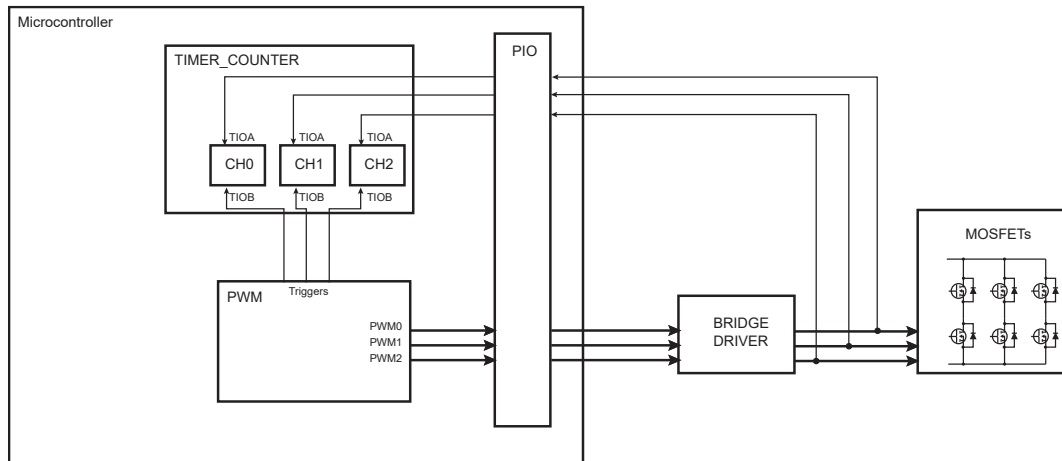 Microcontroller
PIO
TIMER_COUNTER
TIOA
TIOA
TIOA
CH0
CH1
CH2
TIOB
TIOB
TIOB
MOSFETs
Triggers
PWM
PWM0
PWM1
PWM2
BRIDGE
DRIVER